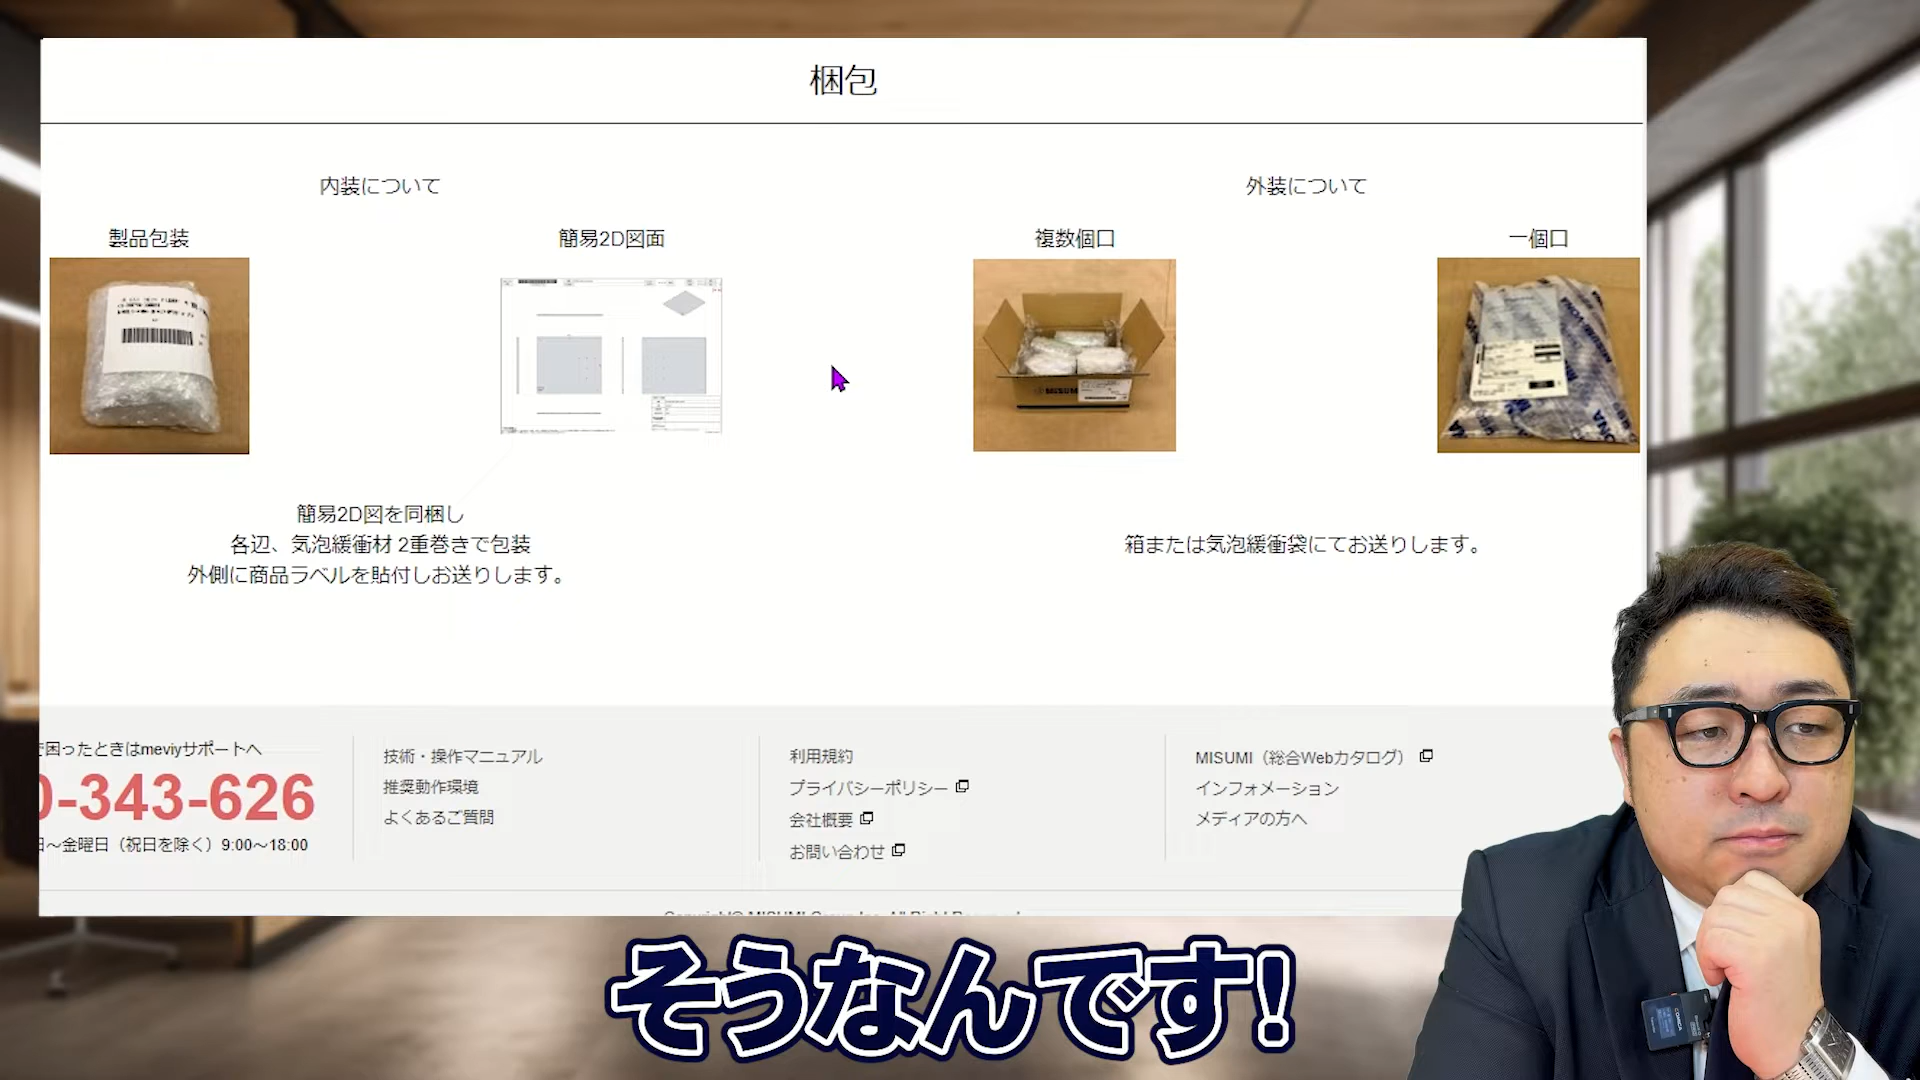 梱包
内装について
外装について
製品包装
簡易2D図面
複数個口
一個口
簡易2D図を同梱し
各辺、気泡緩衝材 2重巻きで包装
外側に商品ラベルを貼付しお送りします。
箱または気泡緩衝袋にてお送りします。
で困ったときはmeviyサポートへ
0-343-626
日～金曜日（祝日を除く）9:00～18:00
技術・操作マニュアル
推奨動作環境
よくあるご質問
利用規約
プライバシーポリシー
会社概要
お問い合わせ
MISUMI（総合Webカタログ）
インフォメーション
メディアの方へ
そうなんです!